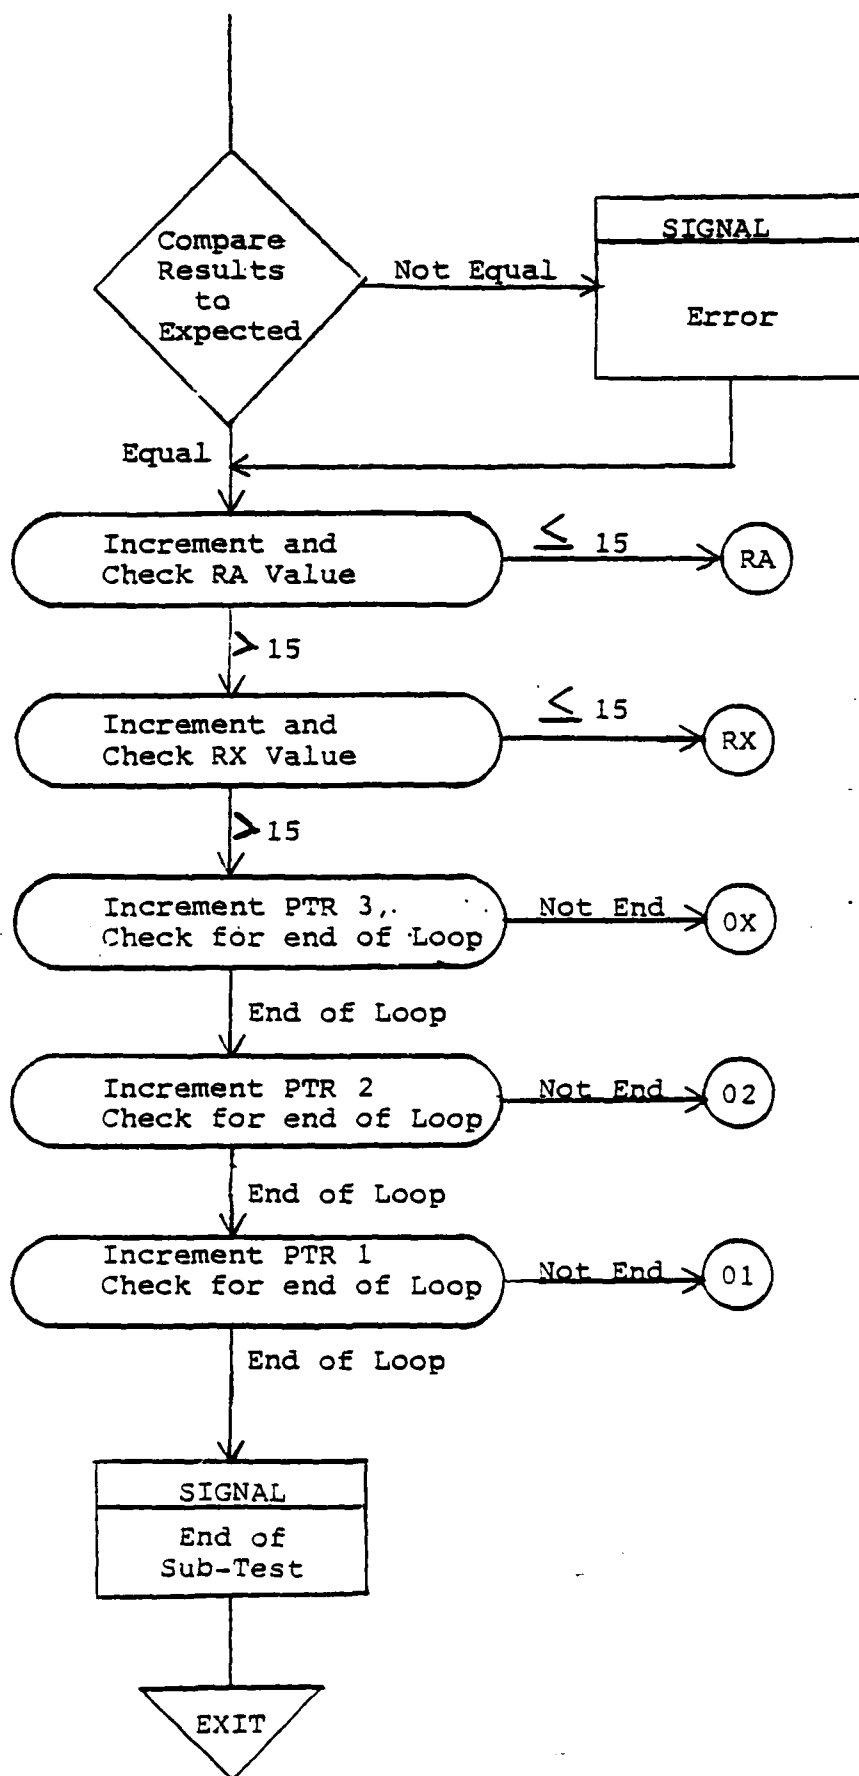 Compare
Results
to
Expected
Not Equal
SIGNAL
Error
Equal
Increment and
Check RA Value
≤ 15
RA
>15
Increment and
Check RX Value
≤ 15
RX
>15
Increment PTR 3,
Check for end of Loop
Not End
0X
End of Loop
Increment PTR 2
Check for end of Loop
Not End
02
End of Loop
Increment PTR 1
Check for end of Loop
Not End
01
End of Loop
SIGNAL
End of
Sub-Test
EXIT